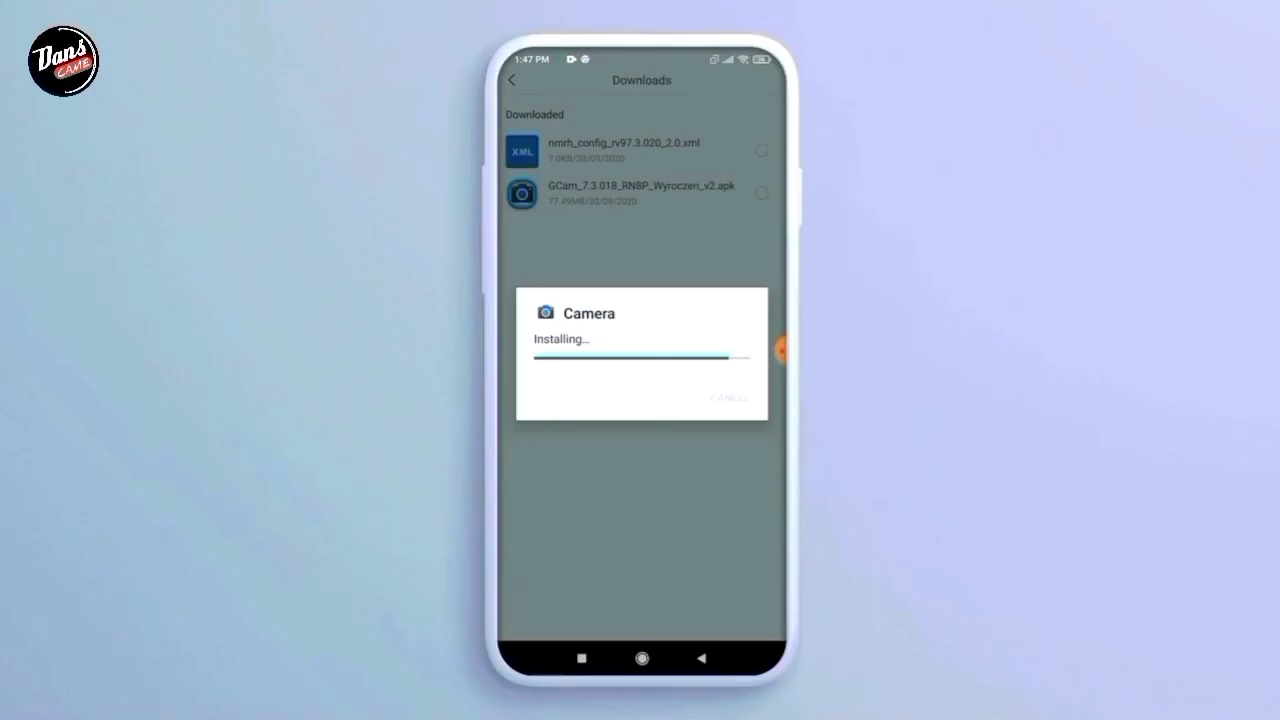 Dans
CAME
1:47 PM
Downloads
Downloaded
XML
nmrh_config_rv97.3.020_2.0.xml
7.0KB/30/09/2020
GCam_7.3.018_RN8P_Wyroczen_v2.apk
77.49MB/30/09/2020
Camera
Installing...
CANCEL